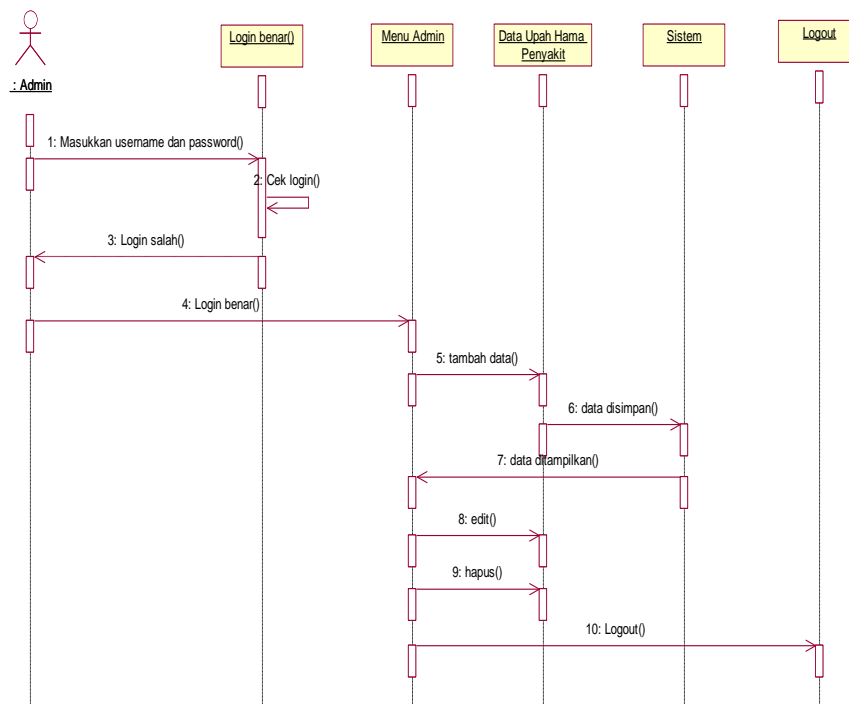 Login benar()
Menu Admin
Data Upah Hama
Penyakit
Sistem
Logout
: Admin
1: Masukkan username dan password()
2: Cek login()
3: Login salah()
4: Login benar()
5: tambah data()
6: data disimpan()
7: data ditampilkan()
8: edit()
9: hapus()
10: Logout()